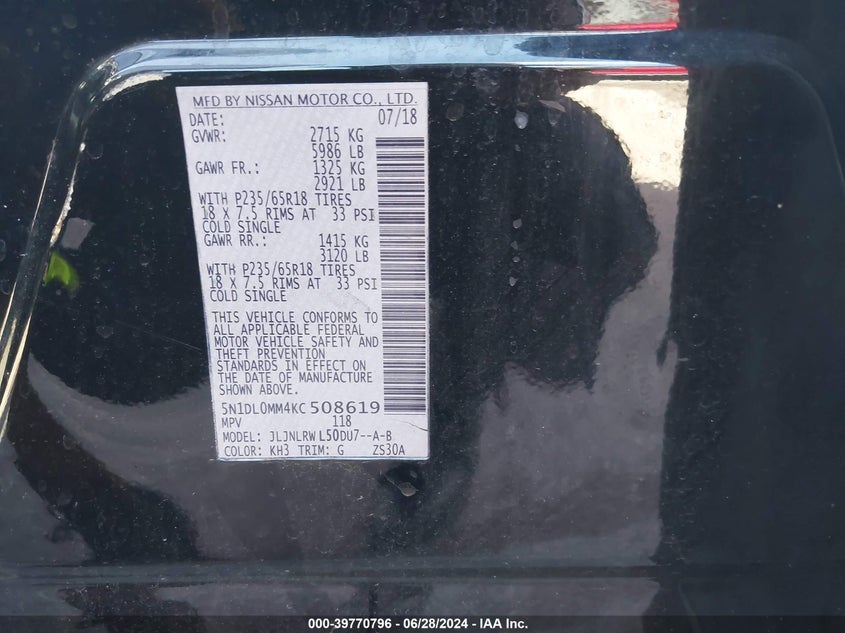 MFD BY NISSAN MOTOR CO., LTD.
DATE: 07/18
GVWR: 2715 KG
5986 LB
GAWR FR.: 1325 KG
2921 LB
WITH P235/65R18 TIRES
18 X 7.5 RIMS AT 33 PSI
COLD SINGLE
GAWR RR.: 1415 KG
3120 LB
WITH P235/65R18 TIRES
18 X 7.5 RIMS AT 33 PSI
COLD SINGLE
THIS VEHICLE CONFORMS TO
ALL APPLICABLE FEDERAL
MOTOR VEHICLE SAFETY AND
THEFT PREVENTION
STANDARDS IN EFFECT ON
THE DATE OF MANUFACTURE
SHOWN ABOVE.
5N1DL0MM4KC508619
MPV 118
MODEL: JLJNLRW L50DU7--A-B
COLOR: KH3 TRIM: G ZS30A
000-39770796 - 06/28/2024 - IAA Inc.